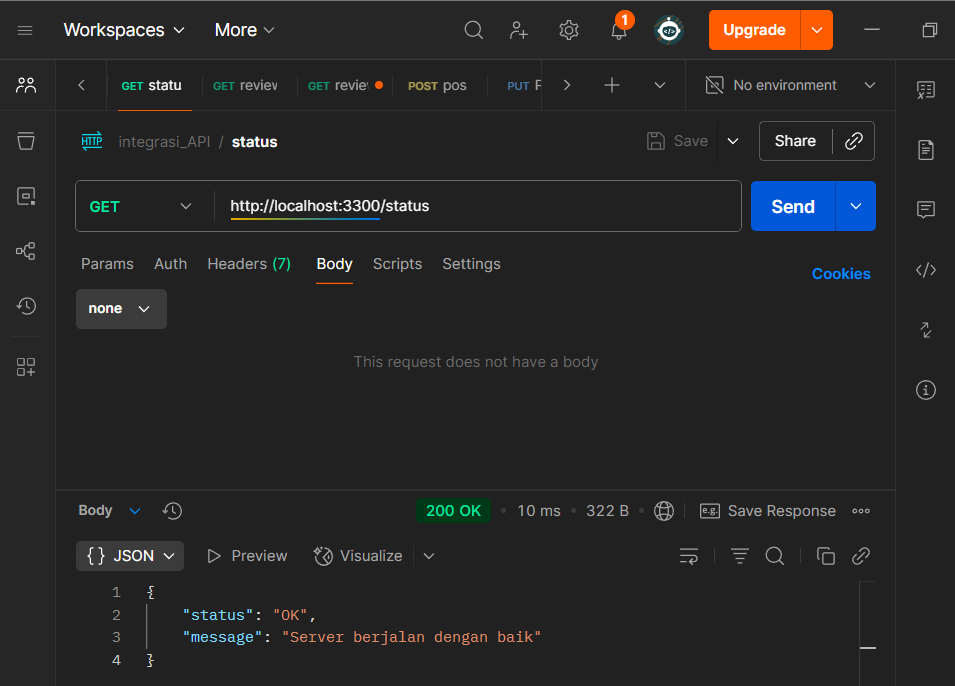 Workspaces More 1 Upgrade
GET statu GET review GET revie POST pos PUT No environment
HTTP integrasi_API / status Save Share
GET http://localhost:3300/status Send
Params Auth Headers (7) Body Scripts Settings Cookies
none
This request does not have a body
Body 200 OK • 10 ms • 322 B • e.g. Save Response
{} JSON Preview Visualize
1 {
2 "status": "OK",
3 "message": "Server berjalan dengan baik"
4 }